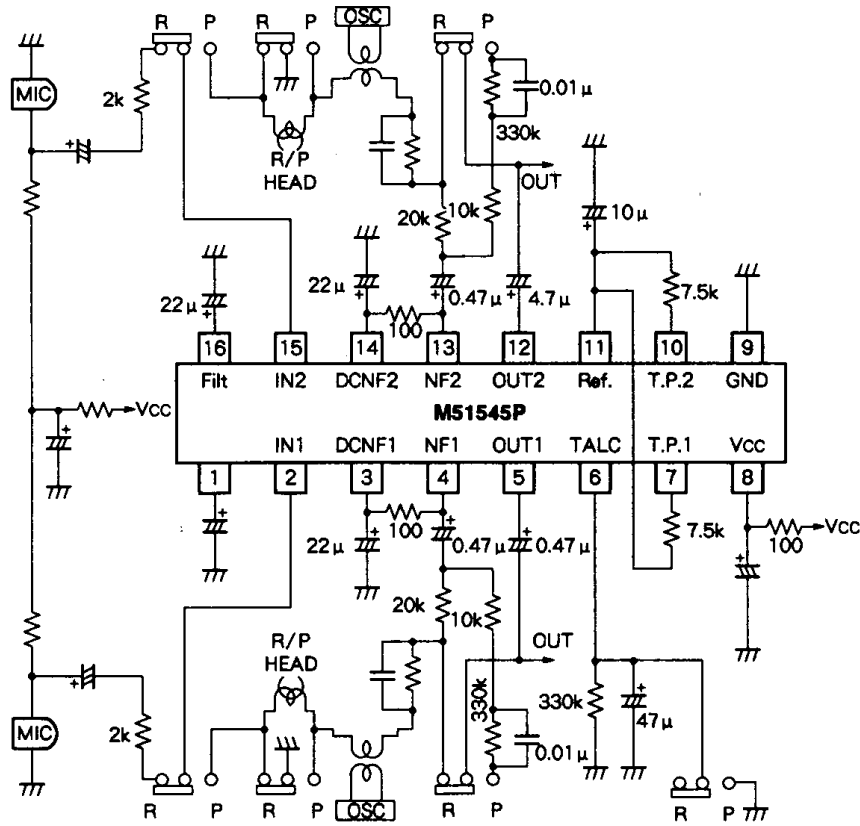 R P R P OSC R P
MIC
2k
0.01μ
330k
R/P
HEAD
OUT
20k
10k
10μ
22μ
22μ
0.47μ
4.7μ
7.5k
100
16 15 14 13 12 11 10 9
Filt IN2 DCNF2 NF2 OUT2 Ref. T.P.2 GND
M51545P
VCC
IN1 DCNF1 NF1 OUT1 TALC T.P.1 VCC
1 2 3 4 5 6 7 8
100
22μ
0.47μ
0.47μ
7.5k
100
VCC
20k
10k
R/P
HEAD
OUT
330k
330k
47μ
MIC
2k
0.01μ
R P R P OSC R P R P